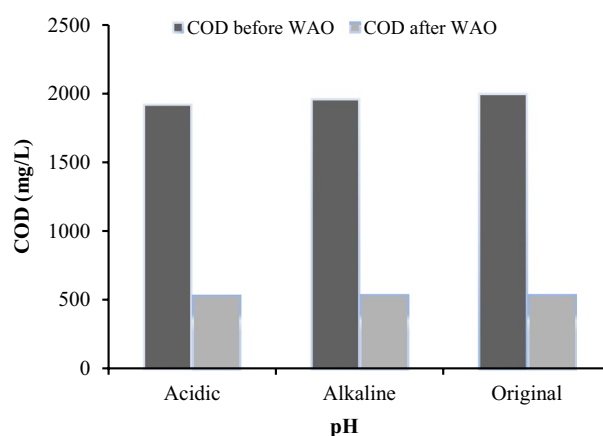 COD before WAO COD after WAO
2500
2000
1500
1000
500
0
COD (mg/L)
Acidic Alkaline Original
pH